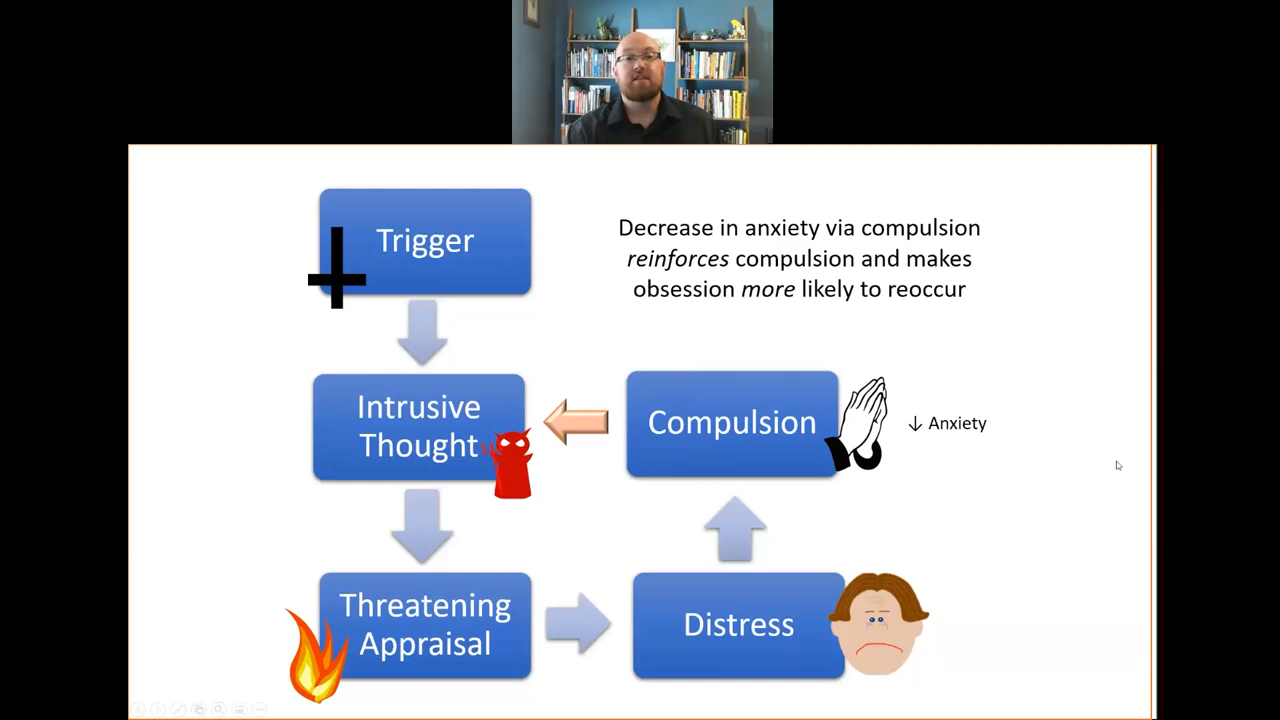 Trigger
Decrease in anxiety via compulsion
reinforces compulsion and makes
obsession more likely to reoccur
Intrusive
Thought
Compulsion
↓ Anxiety
Threatening
Appraisal
Distress